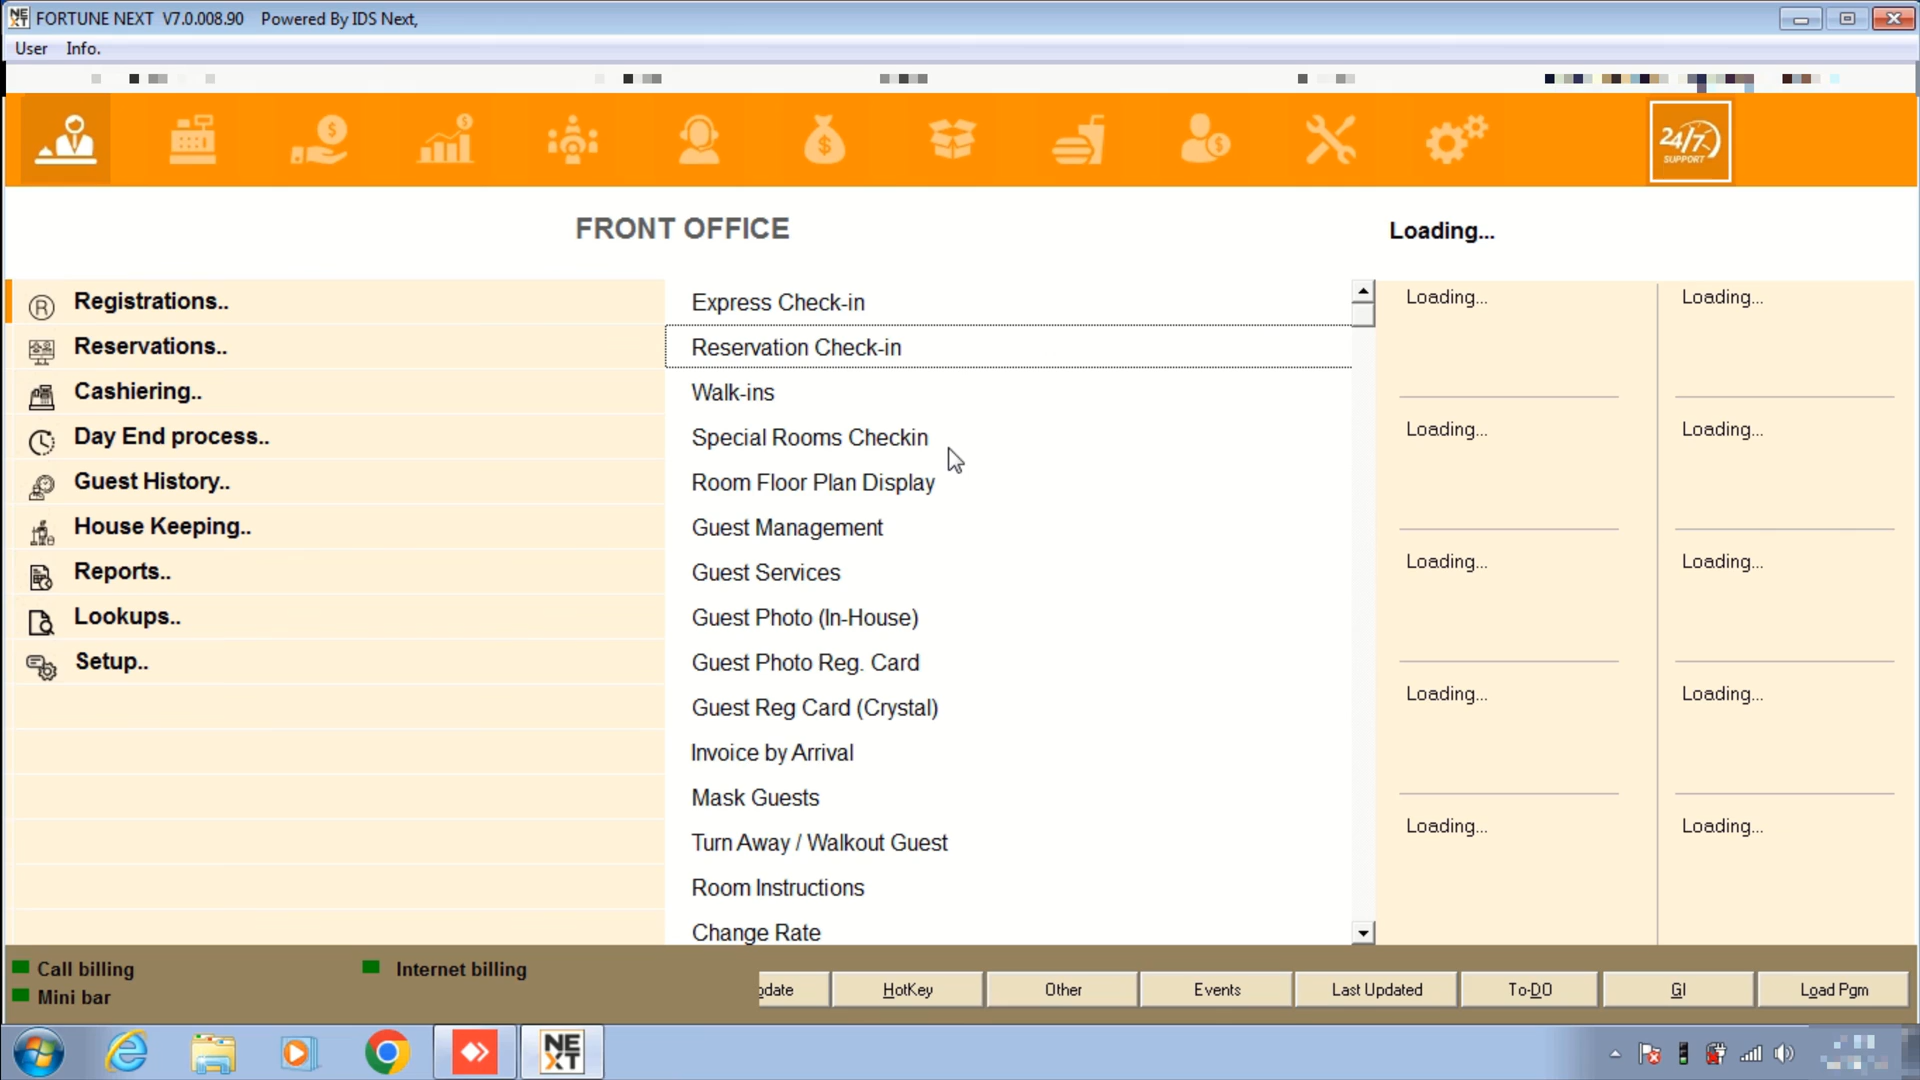 FORTUNE NEXT V7.0.008.90 Powered By IDS Next,
User Info.
24/7
SUPPORT
FRONT OFFICE
Loading...
Registrations..
Reservations..
Cashiering..
Day End process..
Guest History..
House Keeping..
Reports..
Lookups..
Setup..
Express Check-in
Reservation Check-in
Walk-ins
Special Rooms Checkin
Room Floor Plan Display
Guest Management
Guest Services
Guest Photo (In-House)
Guest Photo Reg. Card
Guest Reg Card (Crystal)
Invoice by Arrival
Mask Guests
Turn Away / Walkout Guest
Room Instructions
Change Rate
Loading... Loading...
Loading... Loading...
Loading... Loading...
Loading... Loading...
Loading... Loading...
Call billing Internet billing
Mini bar
pdate HotKey Other Events Last Updated To-DO GI Load Pgm
NEXT